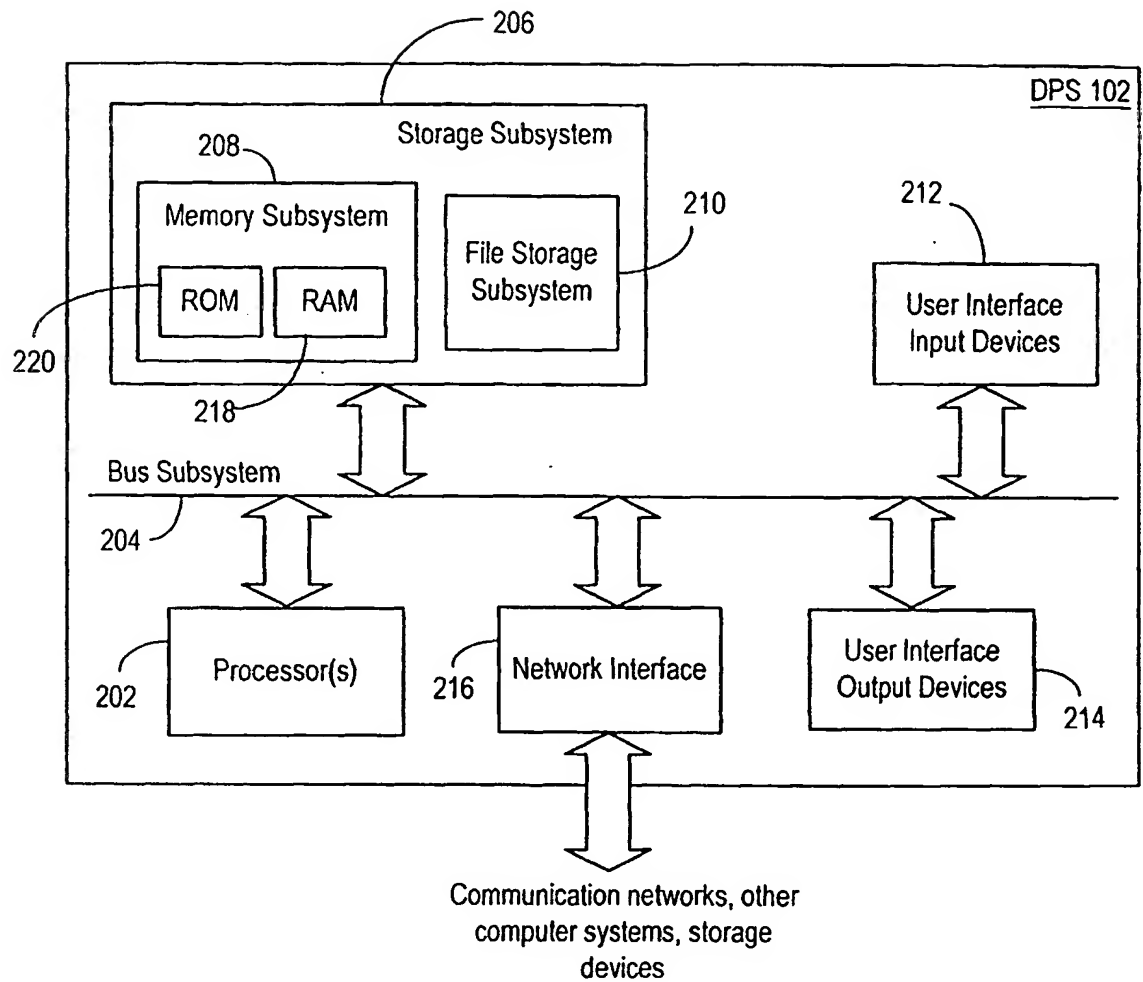 206
DPS 102
Storage Subsystem
208
Memory Subsystem
210
212
File Storage
Subsystem
ROM
RAM
User Interface
Input Devices
220
218
Bus Subsystem
204
Processor(s)
202
Network Interface
216
User Interface
Output Devices
214
Communication networks, other
computer systems, storage
devices